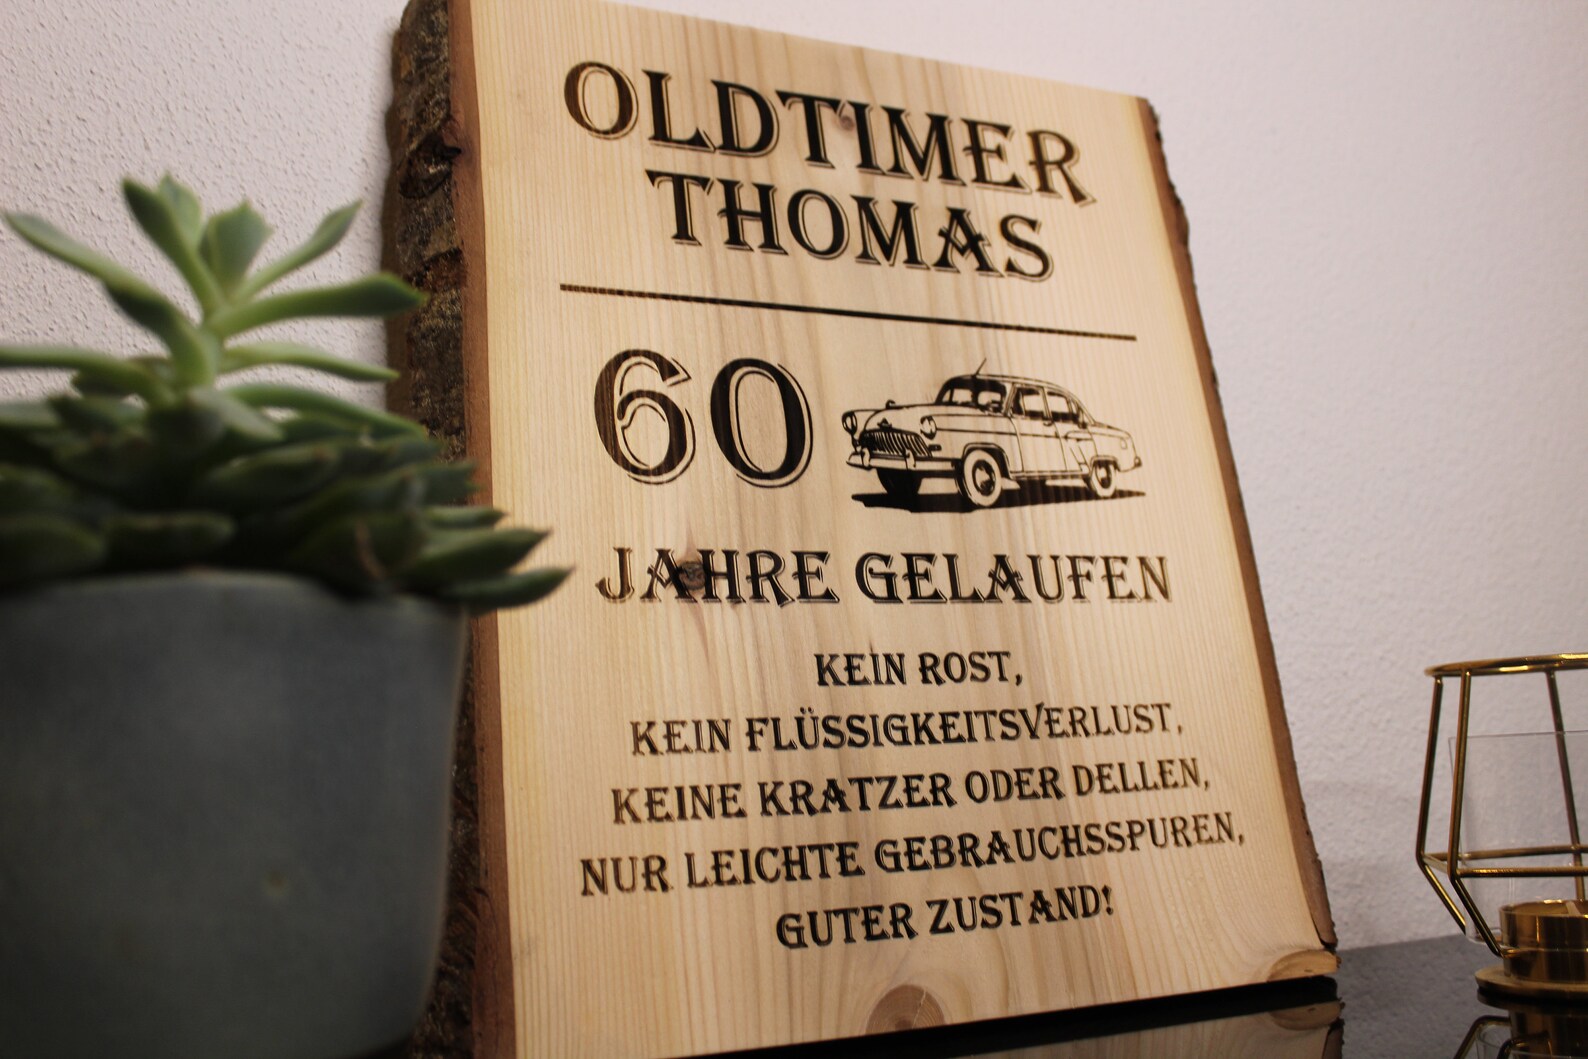 OLDTIMER
THOMAS
60
JAHRE GELAUFEN
KEIN ROST,
KEIN FLÜSSIGKEITSVERLUST,
KEINE KRATZER ODER DELLEN,
NUR LEICHTE GEBRAUCHSSPUREN,
GUTER ZUSTAND!